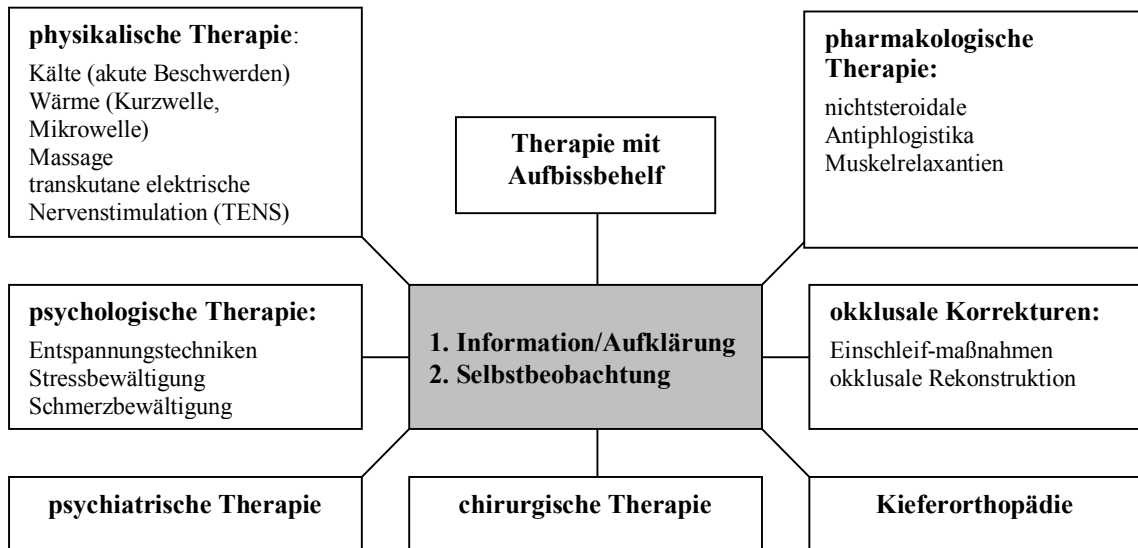 physikalische Therapie:
Kälte (akute Beschwerden)
Wärme (Kurzwelle,
Mikrowelle)
Massage
transkutane elektrische
Nervenstimulation (TENS)
Therapie mit
Aufbissbehelf
pharmakologische
Therapie:
nichtsteroidale
Antiphlogistika
Muskelrelaxantien
psychologische Therapie:
Entspannungstechniken
Stressbewältigung
Schmerzbewältigung
1. Information/Aufklärung
2. Selbstbeobachtung
okklusale Korrekturen:
Einschleif-maßnahmen
okklusale Rekonstruktion
psychiatrische Therapie
chirurgische Therapie
Kieferorthopädie